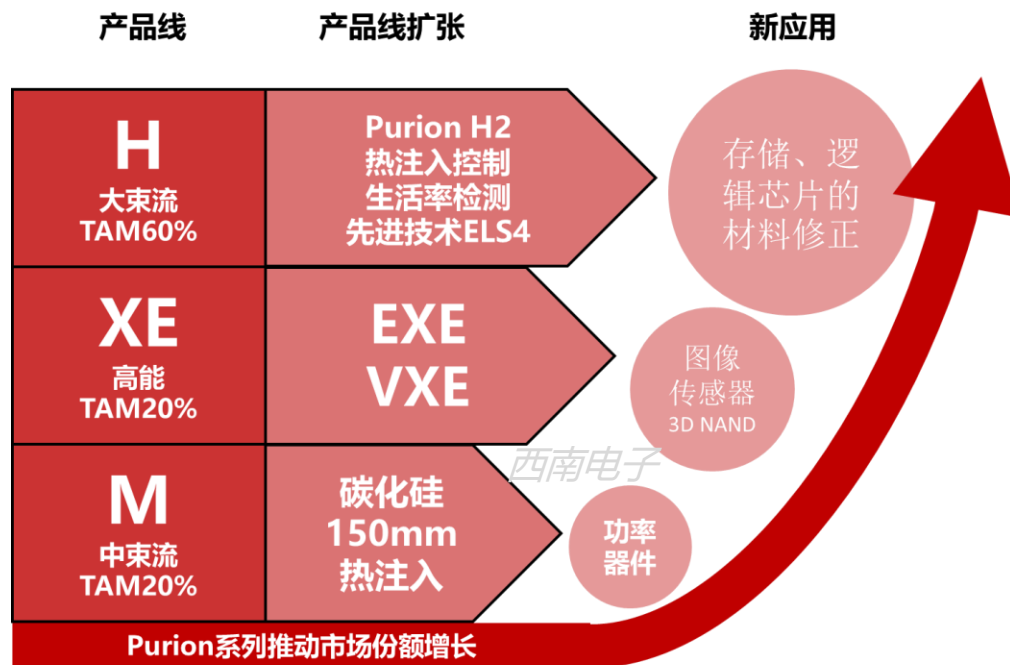 产品线 产品线扩张 新应用
H
大束流
TAM60%
Purion H2
热注入控制
生活率检测
先进技术ELS4
存储、逻
辑芯片的
材料修正
XE
高能
TAM20%
EXE
VXE
图像
传感器
3D NAND
M
中束流
TAM20%
碳化硅
150mm
热注入
功率
器件
西南电子
Purion系列推动市场份额增长